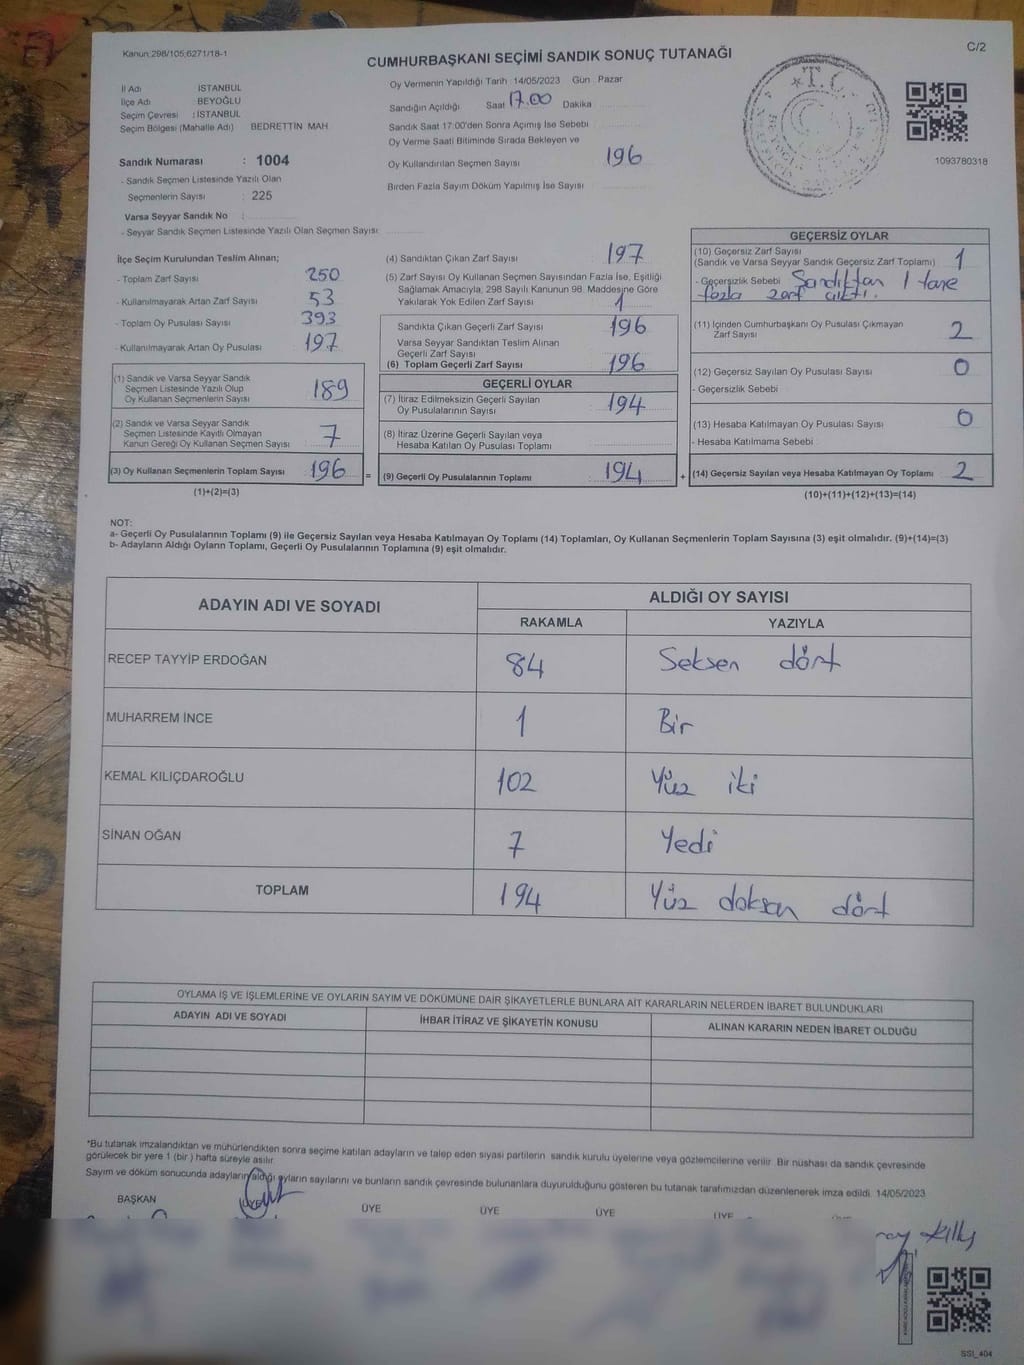 Kanun:298/105,6271/18-1
C/2
CUMHURBAŞKANI SEÇİMİ SANDIK SONUÇ TUTANAĞI
İl Adı İSTANBUL
İlçe Adı BEYOĞLU
Seçim Çevresi : İSTANBUL
Seçim Bölgesi (Mahalle Adı) BEDRETTİN MAH
Sandık Numarası : 1004
- Sandık Seçmen Listesinde Yazılı Olan
Seçmenlerin Sayısı : 225
Varsa Seyyar Sandık No :
- Seyyar Sandık Seçmen Listesinde Yazılı Olan Seçmen Sayısı
Oy Vermenin Yapıldığı Tarih 14/05/2023 Gün Pazar
Sandığın Açıldığı Saat 17.00 Dakika
Sandık Saat 17:00'den Sonra Açımış İse Sebebi
Oy Verme Saati Bitiminde Sırada Bekleyen ve
Oy Kullandırılan Seçmen Sayısı 196
Birden Fazla Sayım Döküm Yapılmış İse Sayısı
T.C.
1093780318
İlçe Seçim Kurulundan Teslim Alınan;
- Toplam Zarf Sayısı 250
- Kullanılmayarak Artan Zarf Sayısı 53
- Toplam Oy Pusulası Sayısı 393
- Kullanılmayarak Artan Oy Pusulası 197
(1) Sandık ve Varsa Seyyar Sandık
Seçmen Listesinde Yazılı Olup
Oy Kullanan Seçmenlerin Sayısı 189
(2) Sandık ve Varsa Seyyar Sandık
Seçmen Listesinde Kayıtlı Olmayan
Kanun Gereği Oy Kullanan Seçmen Sayısı 7
(3) Oy Kullanan Seçmenlerin Toplam Sayısı 196 =
(1)+(2)=(3)
(4) Sandıktan Çıkan Zarf Sayısı 197
(5) Zarf Sayısı Oy Kullanan Seçmen Sayısından Fazla İse, Eşitliği
Sağlamak Amacıyla, 298 Sayılı Kanunun 98. Maddesine Göre
Yakılarak Yok Edilen Zarf Sayısı 1
Sandıkta Çıkan Geçerli Zarf Sayısı 196
Varsa Seyyar Sandıktan Teslim Alınan
Geçerli Zarf Sayısı
(6) Toplam Geçerli Zarf Sayısı 196
GEÇERLİ OYLAR
(7) İtiraz Edilmeksizin Geçerli Sayılan
Oy Pusulalarının Sayısı 194
(8) İtiraz Üzerine Geçerli Sayılan veya
Hesaba Katılan Oy Pusulası Toplamı
(9) Geçerli Oy Pusulalarının Toplamı 194 +
GEÇERSİZ OYLAR
(10) Geçersiz Zarf Sayısı
(Sandık ve Varsa Seyyar Sandık Geçersiz Zarf Toplamı) 1
- Geçersizlik Sebebi Sandıktan 1 tane
fazla zarf çıktı.
(11) İçinden Cumhurbaşkanı Oy Pusulası Çıkmayan
Zarf Sayısı 2
(12) Geçersiz Sayılan Oy Pusulası Sayısı 0
- Geçersizlik Sebebi
(13) Hesaba Katılmayan Oy Pusulası Sayısı 0
- Hesaba Katılmama Sebebi
(14) Geçersiz Sayılan veya Hesaba Katılmayan Oy Toplamı 2
(10)+(11)+(12)+(13)=(14)
NOT:
a- Geçerli Oy Pusulalarının Toplamı (9) ile Geçersiz Sayılan veya Hesaba Katılmayan Oy Toplamı (14) Toplamları, Oy Kullanan Seçmenlerin Toplam Sayısına (3) eşit olmalıdır. (9)+(14)=(3)
b- Adayların Aldığı Oyların Toplamı, Geçerli Oy Pusulalarının Toplamına (9) eşit olmalıdır.
ADAYIN ADI VE SOYADI ALDIĞI OY SAYISI
RAKAMLA YAZIYLA
RECEP TAYYİP ERDOĞAN 84 Seksen dört
MUHARREM İNCE 1 Bir
KEMAL KILIÇDAROĞLU 102 Yüz iki
SİNAN OĞAN 7 Yedi
TOPLAM 194 Yüz doksan dört
OYLAMA İŞ VE İŞLEMLERİNE VE OYLARIN SAYIM VE DÖKÜMÜNE DAİR ŞİKAYETLERLE BUNLARA AİT KARARLARIN NELERDEN İBARET BULUNDUKLARI
ADAYIN ADI VE SOYADI İHBAR İTİRAZ VE ŞİKAYETİN KONUSU ALINAN KARARIN NEDEN İBARET OLDUĞU
*Bu tutanak imzalandıktan ve mühürlendikten sonra seçime katılan adayların ve talep eden siyasi partilerin sandık kurulu üyelerine veya gözlemcilerine verilir. Bir nüshası da sandık çevresinde
görülecek bir yere 1 (bir ) hafta süreyle asılır.
Sayım ve döküm sonucunda adayların aldığı oyların sayılarını ve bunların sandık çevresinde bulunanlara duyurulduğunu gösteren bu tutanak tarafımızdan düzenlenerek imza edildi. 14/05/2023
BAŞKAN ÜYE ÜYE ÜYE ÜYE ÜYE
SSI_404